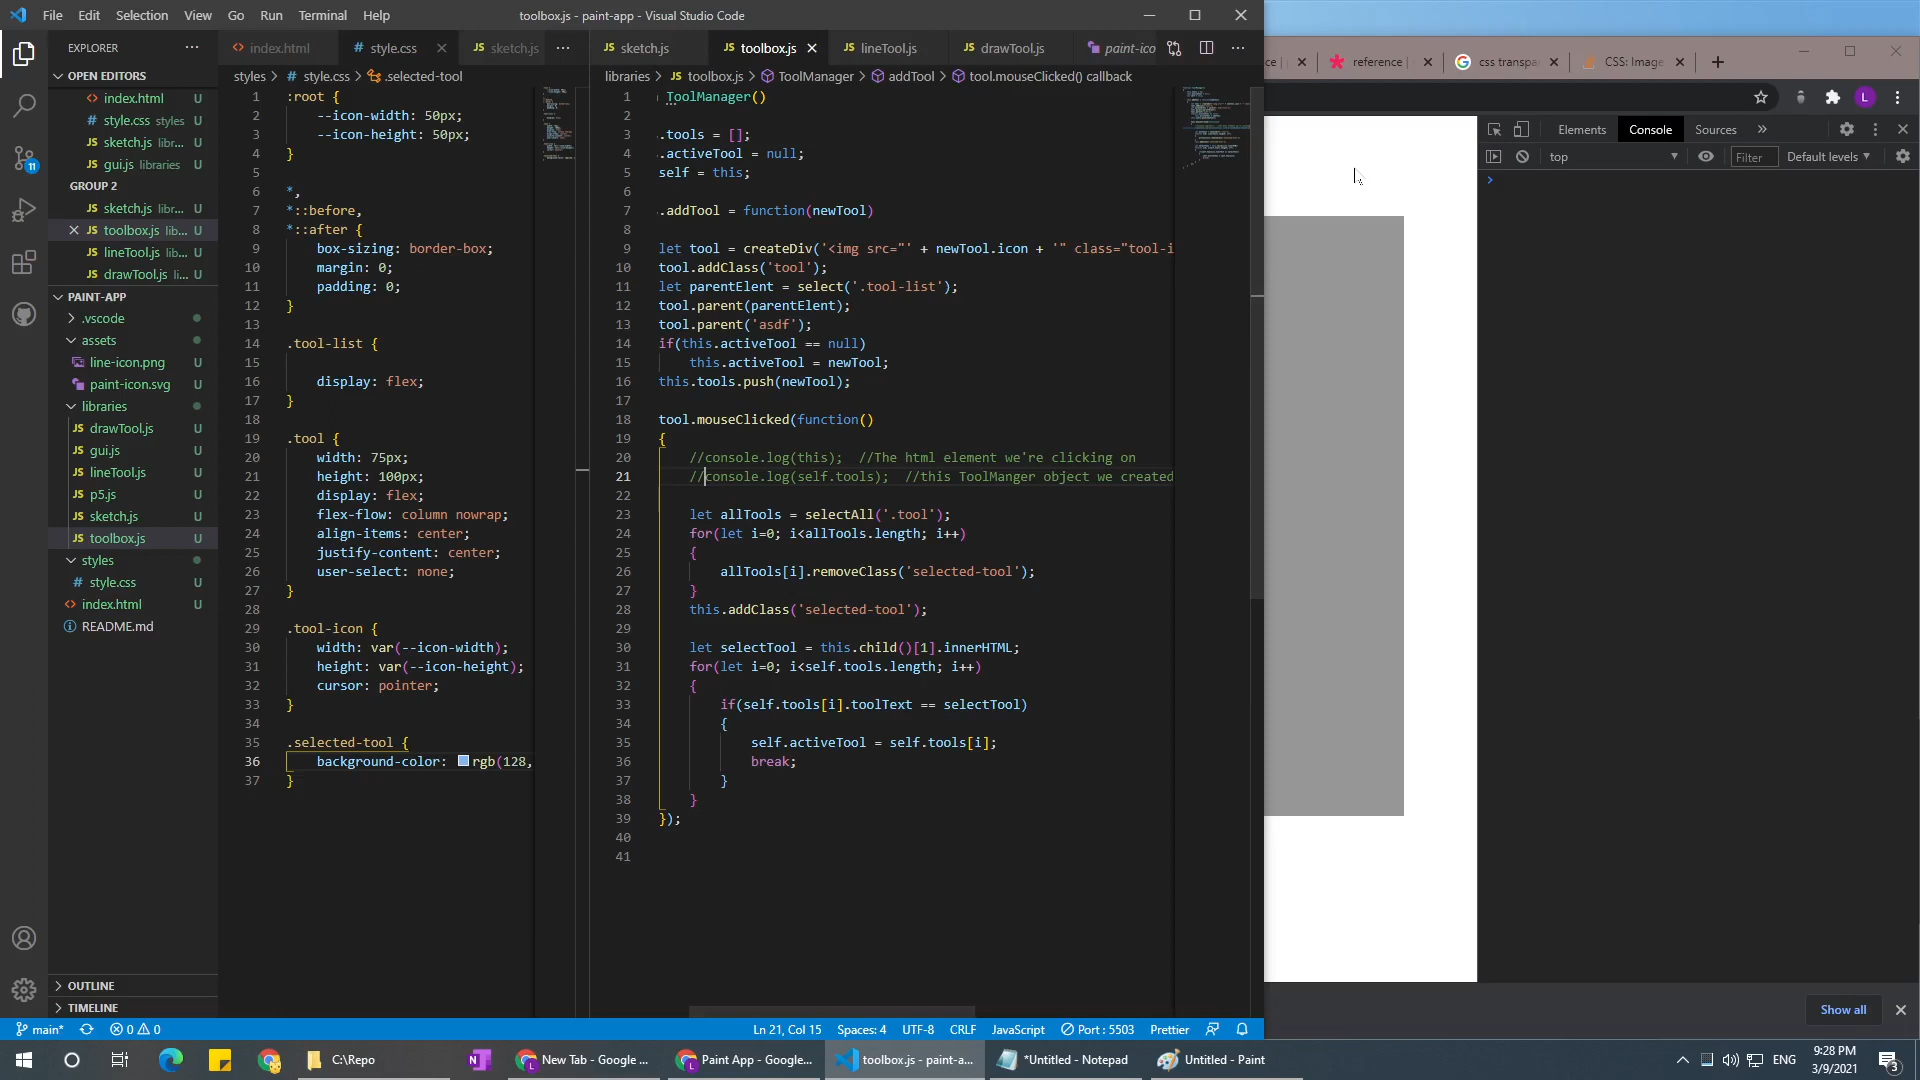 File Edit Selection View Go Run Terminal Help
toolbox.js - paint-app - Visual Studio Code
EXPLORER
OPEN EDITORS
index.html U
style.css styles U
sketch.js libr... U
gui.js libraries U
GROUP 2
sketch.js libr... U
toolbox.js lib... U
lineTool.js lib... U
drawTool.js li... U
PAINT-APP
.vscode
assets
line-icon.png U
paint-icon.svg U
libraries
drawTool.js U
gui.js U
lineTool.js U
p5.js U
sketch.js U
toolbox.js U
styles
style.css U
index.html U
README.md
OUTLINE
TIMELINE
index.html style.css sketch.js
styles > style.css > .selected-tool
1 :root {
2 --icon-width: 50px;
3 --icon-height: 50px;
4 }
5
6 *,
7 *::before,
8 *::after {
9 box-sizing: border-box;
10 margin: 0;
11 padding: 0;
12 }
13
14 .tool-list {
15
16 display: flex;
17 }
18
19 .tool {
20 width: 75px;
21 height: 100px;
22 display: flex;
23 flex-flow: column nowrap;
24 align-items: center;
25 justify-content: center;
26 user-select: none;
27 }
28
29 .tool-icon {
30 width: var(--icon-width);
31 height: var(--icon-height);
32 cursor: pointer;
33 }
34
35 .selected-tool {
36 background-color: rgb(128,
37 }
sketch.js toolbox.js lineTool.js drawTool.js paint-ico
libraries > toolbox.js > ToolManager > addTool > tool.mouseClicked() callback
1 ToolManager()
2
3 .tools = [];
4 .activeTool = null;
5 self = this;
6
7 .addTool = function(newTool)
8
9 let tool = createDiv('<img src="' + newTool.icon + '" class="tool-i
10 tool.addClass('tool');
11 let parentElent = select('.tool-list');
12 tool.parent(parentElent);
13 tool.parent('asdf');
14 if(this.activeTool == null)
15 this.activeTool = newTool;
16 this.tools.push(newTool);
17
18 tool.mouseClicked(function()
19 {
20 //console.log(this); //The html element we're clicking on
21 //console.log(self.tools); //this ToolManger object we created
22
23 let allTools = selectAll('.tool');
24 for(let i=0; i<allTools.length; i++)
25 {
26 allTools[i].removeClass('selected-tool');
27 }
28 this.addClass('selected-tool');
29
30 let selectTool = this.child()[1].innerHTML;
31 for(let i=0; i<self.tools.length; i++)
32 {
33 if(self.tools[i].toolText == selectTool)
34 {
35 self.activeTool = self.tools[i];
36 break;
37 }
38 }
39 });
40
41
ce | reference | css transpa CSS: Image
L
Elements Console Sources
top Filter Default levels
Show all
11
main* 0 0
Ln 21, Col 15 Spaces: 4 UTF-8 CRLF JavaScript Port : 5503 Prettier
C:\Repo New Tab - Google ... Paint App - Google... toolbox.js - paint-a... *Untitled - Notepad Untitled - Paint
ENG
9:28 PM
3/9/2021
3